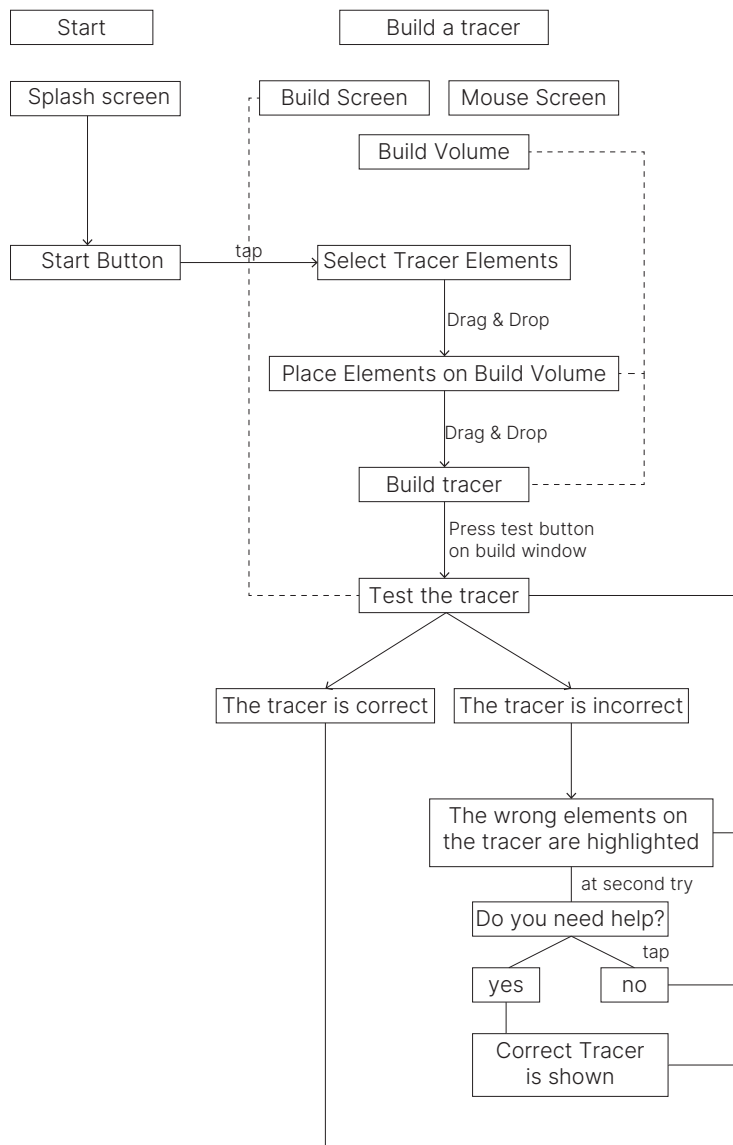 Start
Build a tracer
Splash screen
Build Screen
Mouse Screen
Build Volume
Start Button
tap
Select Tracer Elements
Drag & Drop
Place Elements on Build Volume
Drag & Drop
Build tracer
Press test button
on build window
Test the tracer
The tracer is correct
The tracer is incorrect
The wrong elements on
the tracer are highlighted
at second try
Do you need help?
tap
yes
no
Correct Tracer
is shown